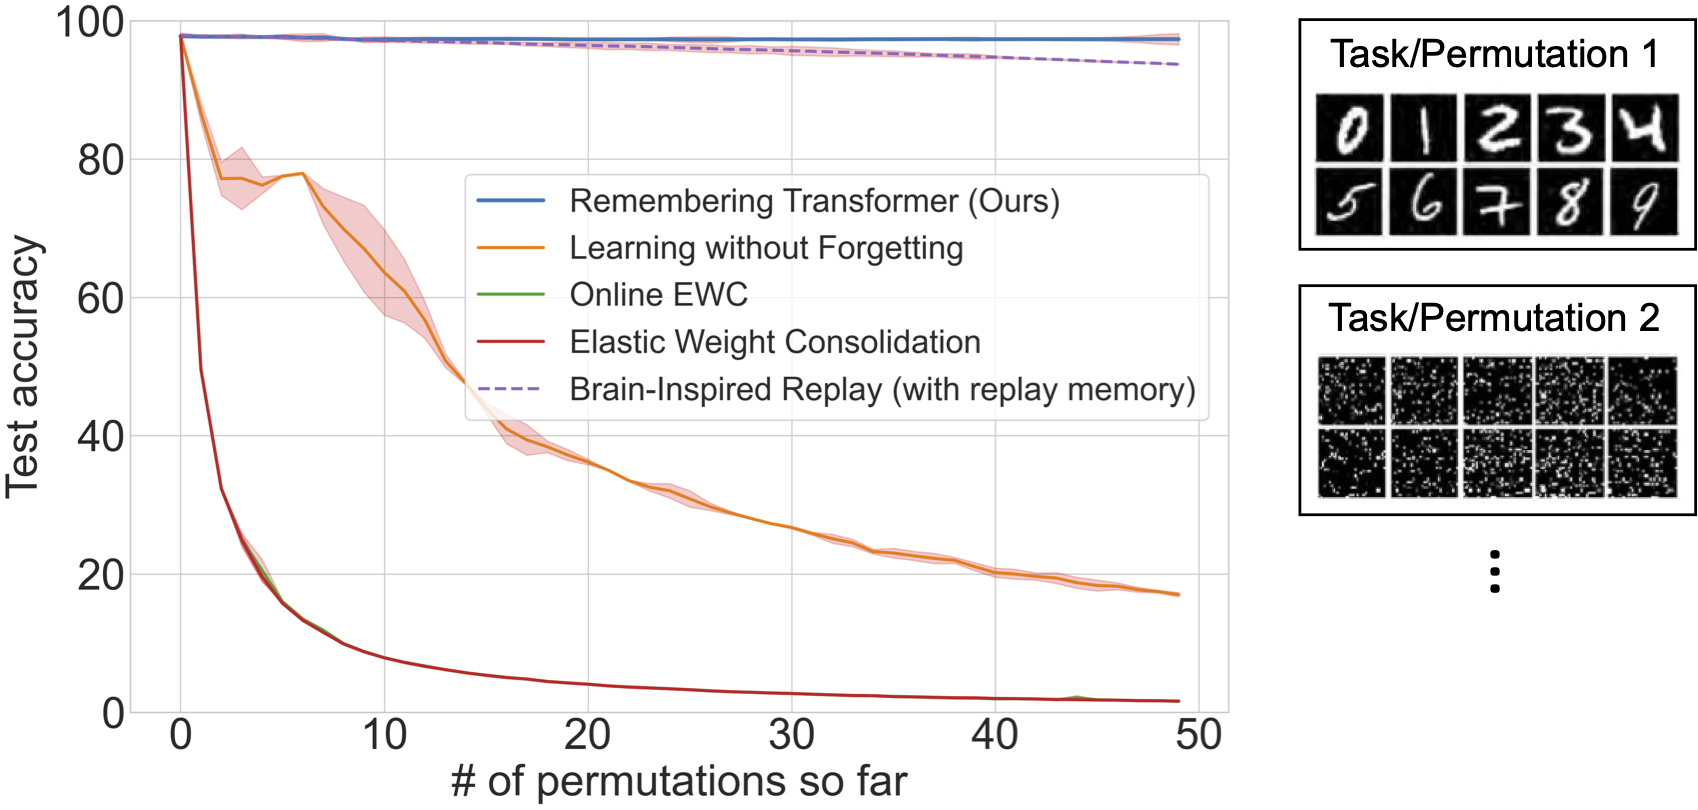 100
80
60
40
20
0
Test accuracy
0 10 20 30 40 50
# of permutations so far
Remembering Transformer (Ours)
Learning without Forgetting
Online EWC
Elastic Weight Consolidation
Brain-Inspired Replay (with replay memory)
Task/Permutation 1
0 1 2 3 4
5 6 7 8 9
Task/Permutation 2